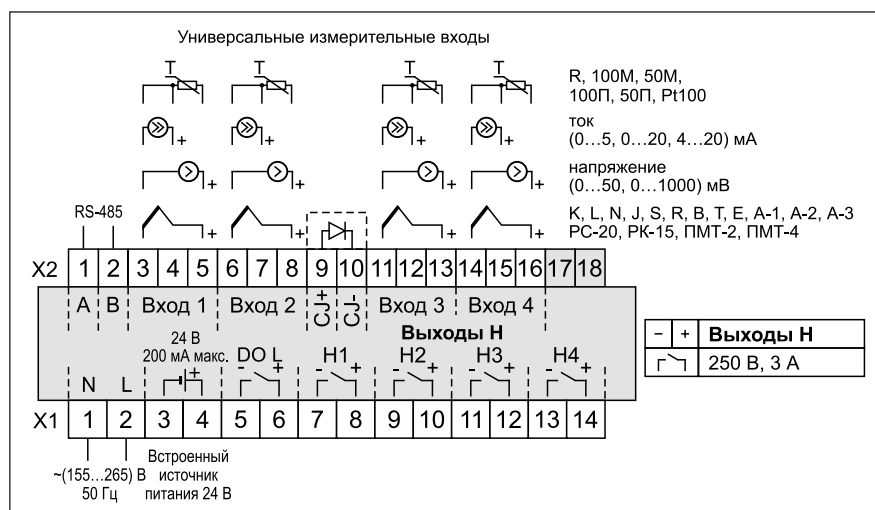 Универсальные измерительные входы
T T T T
R, 100М, 50М,
100П, 50П, Pt100
ток
(0...5, 0...20, 4...20) мА
+ + + +
напряжение
(0...50, 0...1000) мВ
+ + + +
K, L, N, J, S, R, B, T, E, А-1, А-2, А-3
РС-20, РК-15, ПМТ-2, ПМТ-4
+ + + +
RS-485
X2 1 2 3 4 5 6 7 8 9 10 11 12 13 14 15 16 17 18
A B Вход 1 Вход 2 CJ+ CJ- Вход 3 Вход 4
Выходы Н
24 В
200 мА макс.
DO L H1 H2 H3 H4
N L + - + - + - + - + - +
X1 1 2 3 4 5 6 7 8 9 10 11 12 13 14
~(155...265) В
50 Гц
Встроенный
источник
питания 24 В
- + Выходы Н
250 В, 3 А